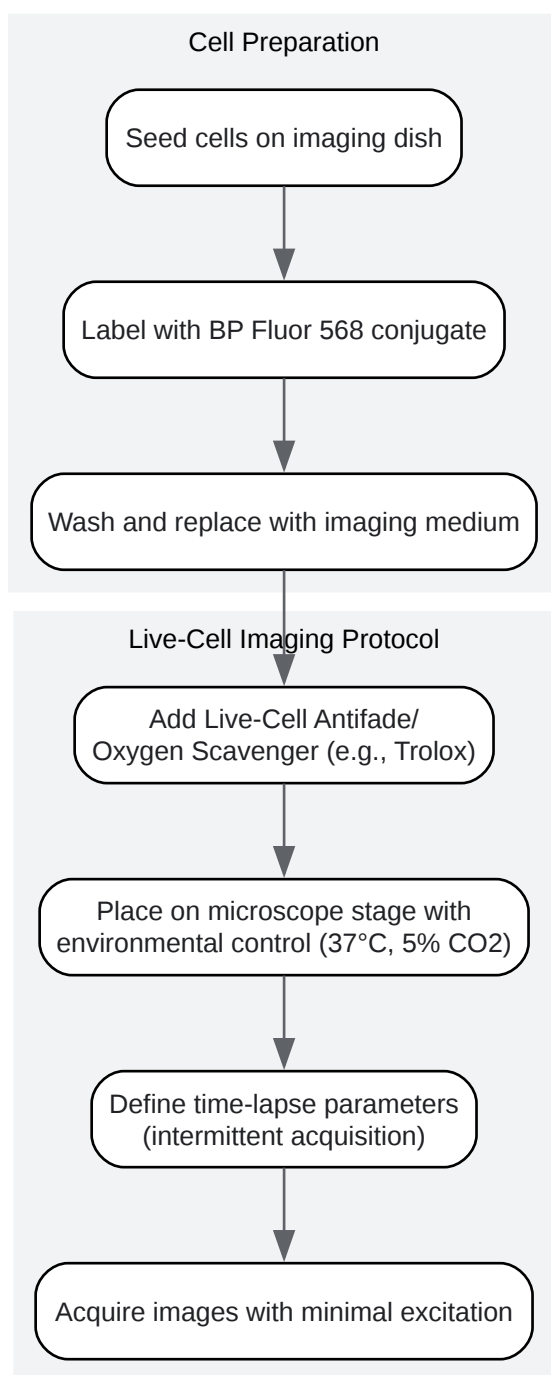 Cell Preparation
Seed cells on imaging dish
Label with BP Fluor 568 conjugate
Wash and replace with imaging medium
Live-Cell Imaging Protocol
Add Live-Cell Antifade/
Oxygen Scavenger (e.g., Trolox)
Place on microscope stage with
environmental control (37°C, 5% CO2)
Define time-lapse parameters
(intermittent acquisition)
Acquire images with minimal excitation